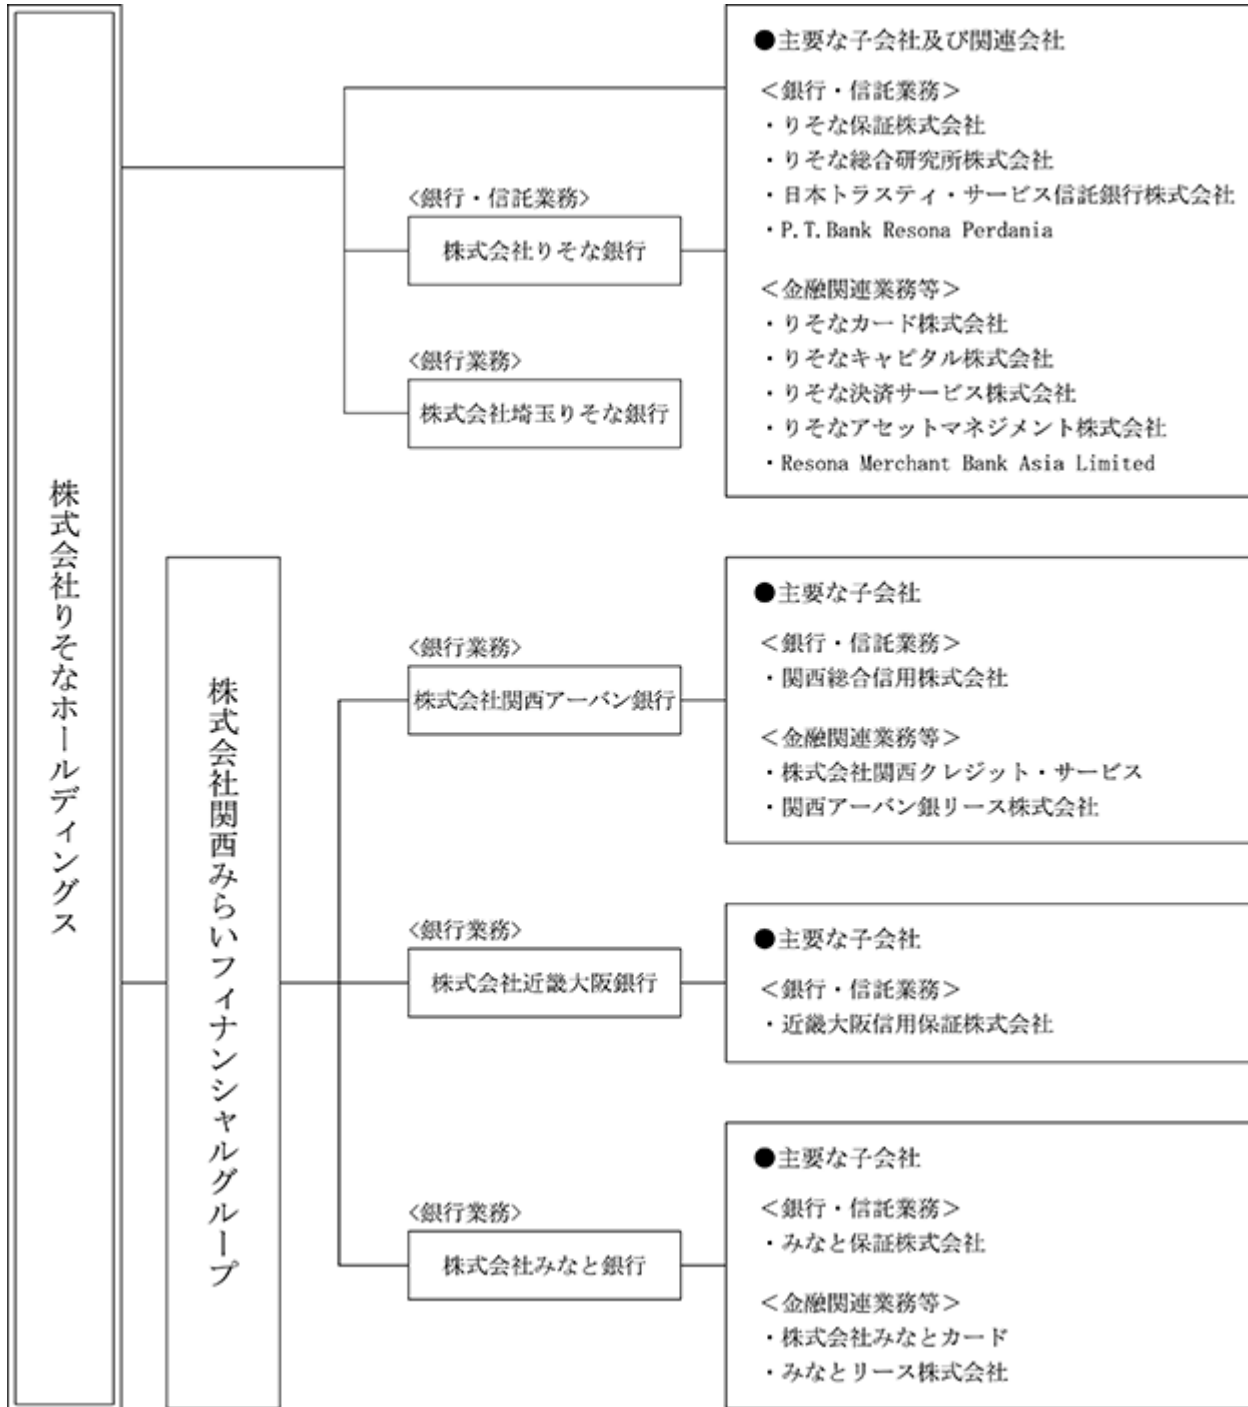 株式会社りそなホールディングス
●主要な子会社及び関連会社
＜銀行・信託業務＞
・りそな保証株式会社
・りそな総合研究所株式会社
・日本トラスティ・サービス信託銀行株式会社
・P.T.Bank Resona Perdania
＜金融関連業務等＞
・りそなカード株式会社
・りそなキャピタル株式会社
・りそな決済サービス株式会社
・りそなアセットマネジメント株式会社
・Resona Merchant Bank Asia Limited
<銀行・信託業務>
株式会社りそな銀行
<銀行業務>
株式会社埼玉りそな銀行
株式会社関西みらいフィナンシャルグループ
<銀行業務>
株式会社関西アーバン銀行
●主要な子会社
＜銀行・信託業務＞
・関西総合信用株式会社
＜金融関連業務等＞
・株式会社関西クレジット・サービス
・関西アーバン銀リース株式会社
<銀行業務>
株式会社近畿大阪銀行
●主要な子会社
＜銀行・信託業務＞
・近畿大阪信用保証株式会社
<銀行業務>
株式会社みなと銀行
●主要な子会社
＜銀行・信託業務＞
・みなと保証株式会社
＜金融関連業務等＞
・株式会社みなとカード
・みなとリース株式会社